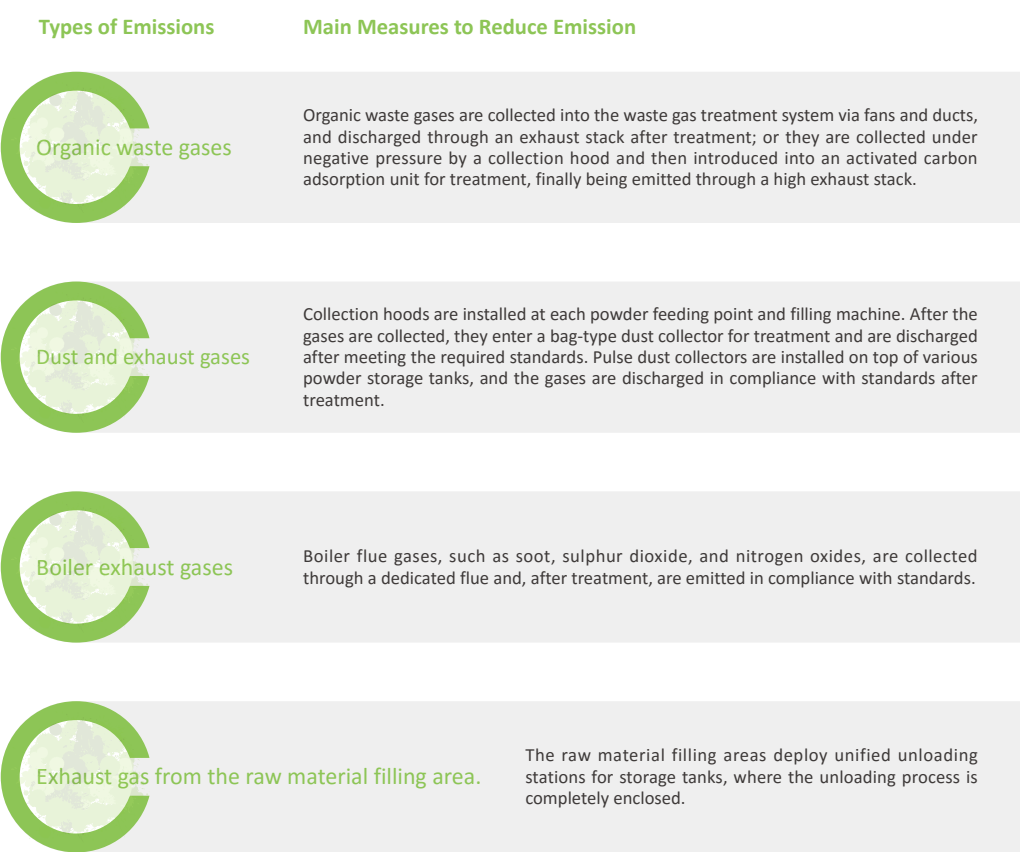 Types of Emissions
Main Measures to Reduce Emission
Organic waste gases
Organic waste gases are collected into the waste gas treatment system via fans and ducts,
and discharged through an exhaust stack after treatment; or they are collected under
negative pressure by a collection hood and then introduced into an activated carbon
adsorption unit for treatment, finally being emitted through a high exhaust stack.
Dust and exhaust gases
Collection hoods are installed at each powder feeding point and filling machine. After the
gases are collected, they enter a bag-type dust collector for treatment and are discharged
after meeting the required standards. Pulse dust collectors are installed on top of various
powder storage tanks, and the gases are discharged in compliance with standards after
treatment.
Boiler exhaust gases
Boiler flue gases, such as soot, sulphur dioxide, and nitrogen oxides, are collected
through a dedicated flue and, after treatment, are emitted in compliance with standards.
Exhaust gas from the raw material filling area.
The raw material filling areas deploy unified unloading
stations for storage tanks, where the unloading process is
completely enclosed.